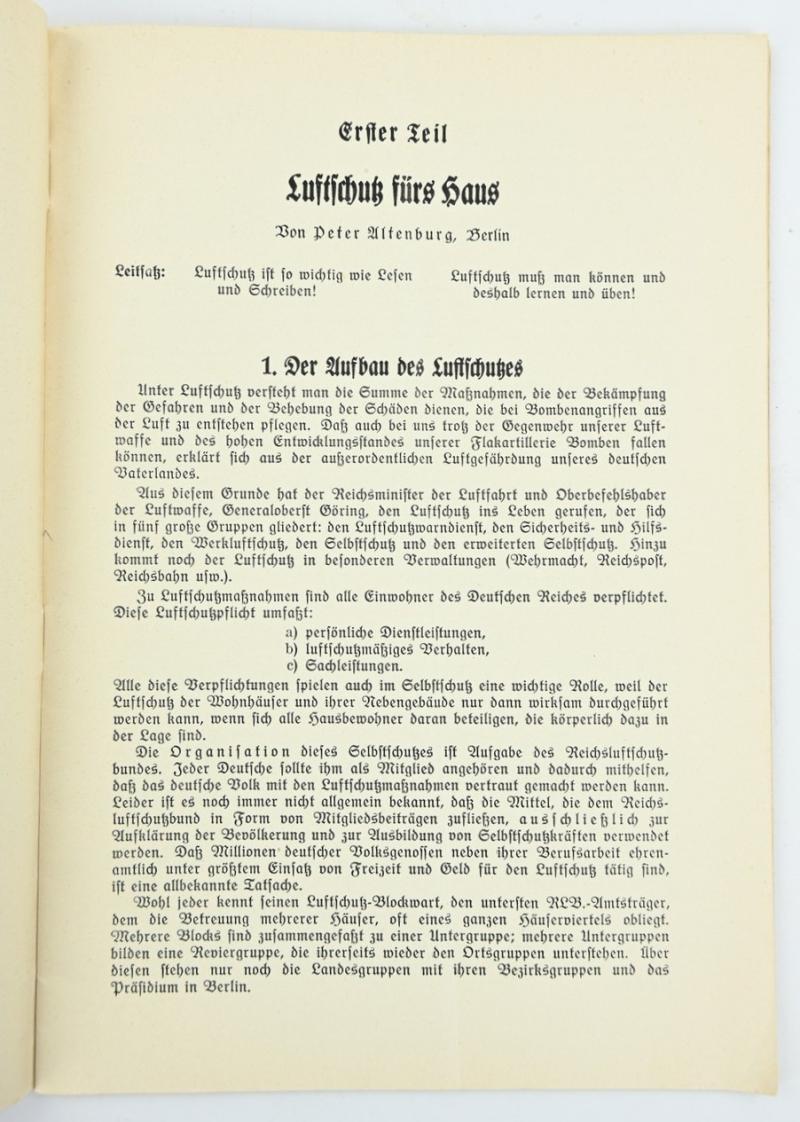 Erster Teil
Luftschutz fürs Haus
Von Peter Altenburg, Berlin
Leitsatz: Luftschutz ist so wichtig wie Lesen
und Schreiben!
Luftschutz muß man können und
deshalb lernen und üben!
1. Der Aufbau des Luftschutzes
Unter Luftschutz versteht man die Summe der Maßnahmen, die der Bekämpfung
der Gefahren und der Behebung der Schäden dienen, die bei Bombenangriffen aus
der Luft zu entstehen pflegen. Daß auch bei uns trotz der Gegenwehr unserer Luft-
waffe und des hohen Entwicklungsstandes unserer Flakartillerie Bomben fallen
können, erklärt sich aus der außerordentlichen Luftgefährdung unseres deutschen
Vaterlandes.
Aus diesem Grunde hat der Reichsminister der Luftfahrt und Oberbefehlshaber
der Luftwaffe, Generaloberst Göring, den Luftschutz ins Leben gerufen, der sich
in fünf große Gruppen gliedert: den Luftschutzwarndienst, den Sicherheits- und Hilfs-
dienst, den Werkluftschutz, den Selbstschutz und den erweiterten Selbstschutz. Hinzu
kommt noch der Luftschutz in besonderen Verwaltungen (Wehrmacht, Reichspost,
Reichsbahn usw.).
Zu Luftschutzmaßnahmen sind alle Einwohner des Deutschen Reiches verpflichtet.
Diese Luftschutzpflicht umfaßt:
a) persönliche Dienstleistungen,
b) luftschutzmäßiges Verhalten,
c) Sachleistungen.
Alle diese Verpflichtungen spielen auch im Selbstschutz eine wichtige Rolle, weil der
Luftschutz der Wohnhäuser und ihrer Nebengebäude nur dann wirksam durchgeführt
werden kann, wenn sich alle Hausbewohner daran beteiligen, die körperlich dazu in
der Lage sind.
Die Organisation dieses Selbstschutzes ist Aufgabe des Reichsluftschutz-
bundes. Jeder Deutsche sollte ihm als Mitglied angehören und dadurch mithelfen,
daß das deutsche Volk mit den Luftschutzmaßnahmen vertraut gemacht werden kann.
Leider ist es noch immer nicht allgemein bekannt, daß die Mittel, die dem Reichs-
luftschutzbund in Form von Mitgliedsbeiträgen zufließen, ausschließlich zur
Aufklärung der Bevölkerung und zur Ausbildung von Selbstschutzkräften verwendet
werden. Daß Millionen deutscher Volksgenossen neben ihrer Berufsarbeit ehren-
amtlich unter größtem Einsatz von Freizeit und Geld für den Luftschutz tätig sind,
ist eine allbekannte Tatsache.
Wohl jeder kennt seinen Luftschutz-Blockwart, den untersten RLB.-Amtsträger,
dem die Betreuung mehrerer Häuser, oft eines ganzen Häuserviertels obliegt.
Mehrere Blocks sind zusammengefaßt zu einer Untergruppe; mehrere Untergruppen
bilden eine Reviergruppe, die ihrerseits wieder den Ortsgruppen unterstehen. Über
diesen stehen nur noch die Landesgruppen mit ihren Bezirksgruppen und das
Präsidium in Berlin.